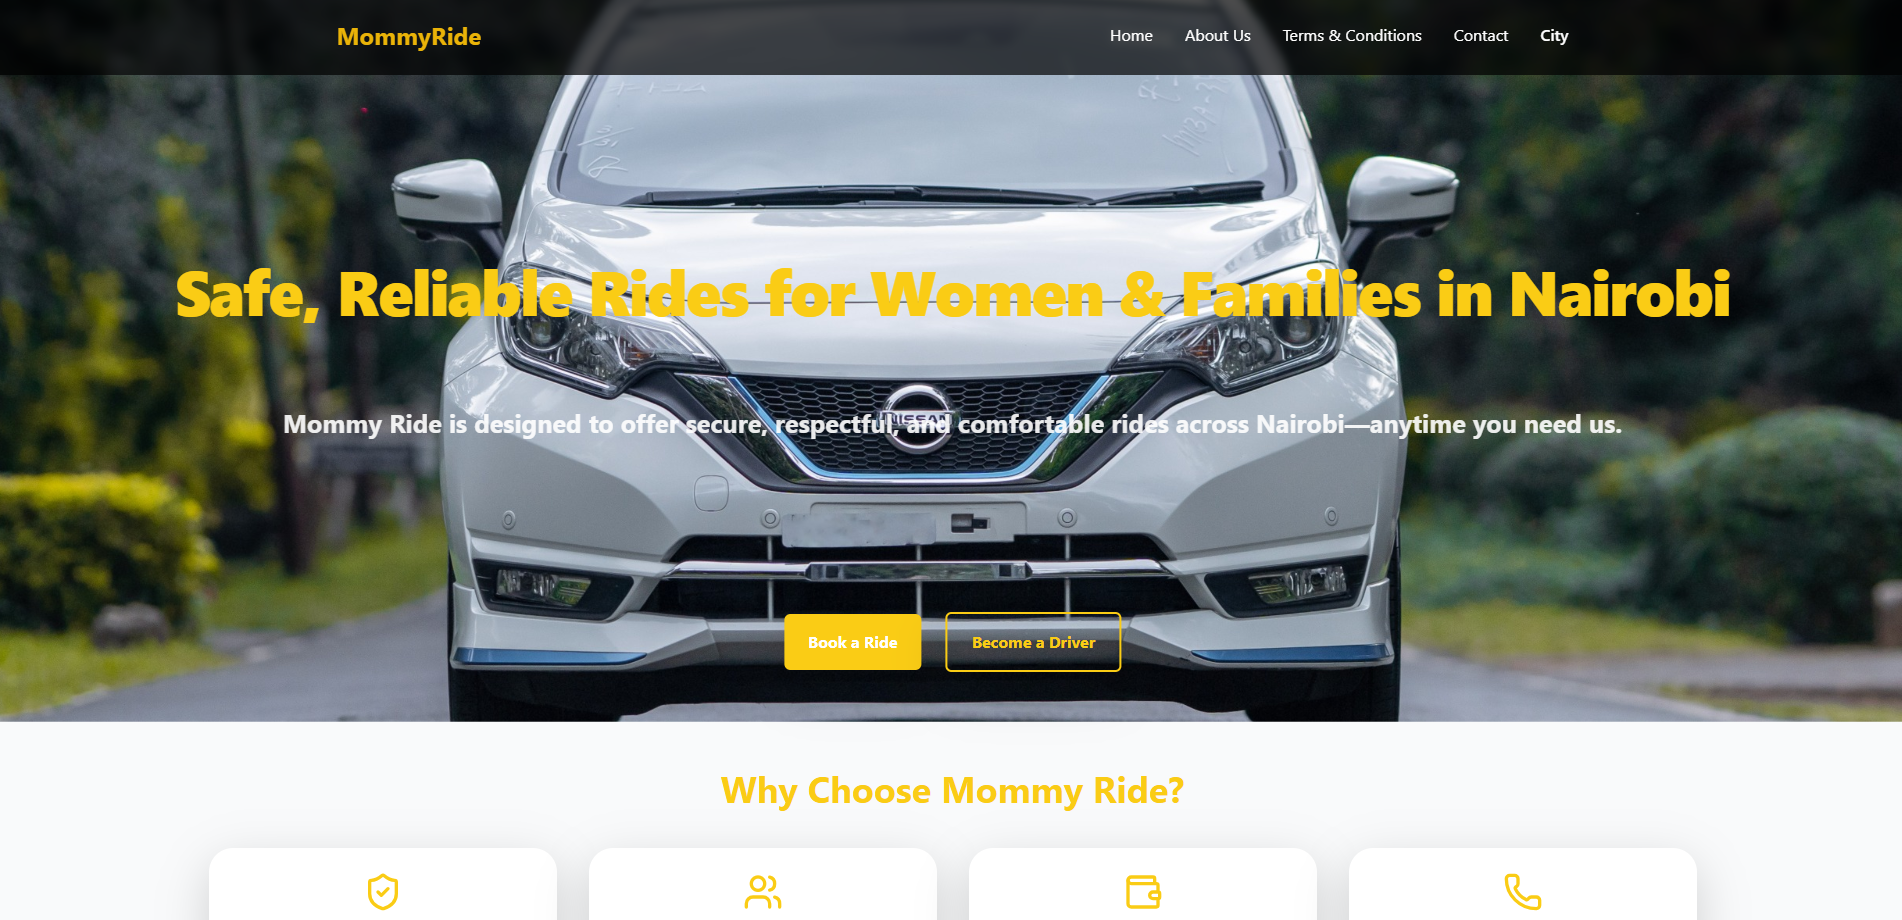 MommyRide
Home
About Us
Terms & Conditions
Contact
City
Safe, Reliable Rides for Women & Families in Nairobi
NISSAN
Mommy Ride is designed to offer secure, respectful, and comfortable rides across Nairobi—anytime you need us.
Book a Ride
Become a Driver
Why Choose Mommy Ride?